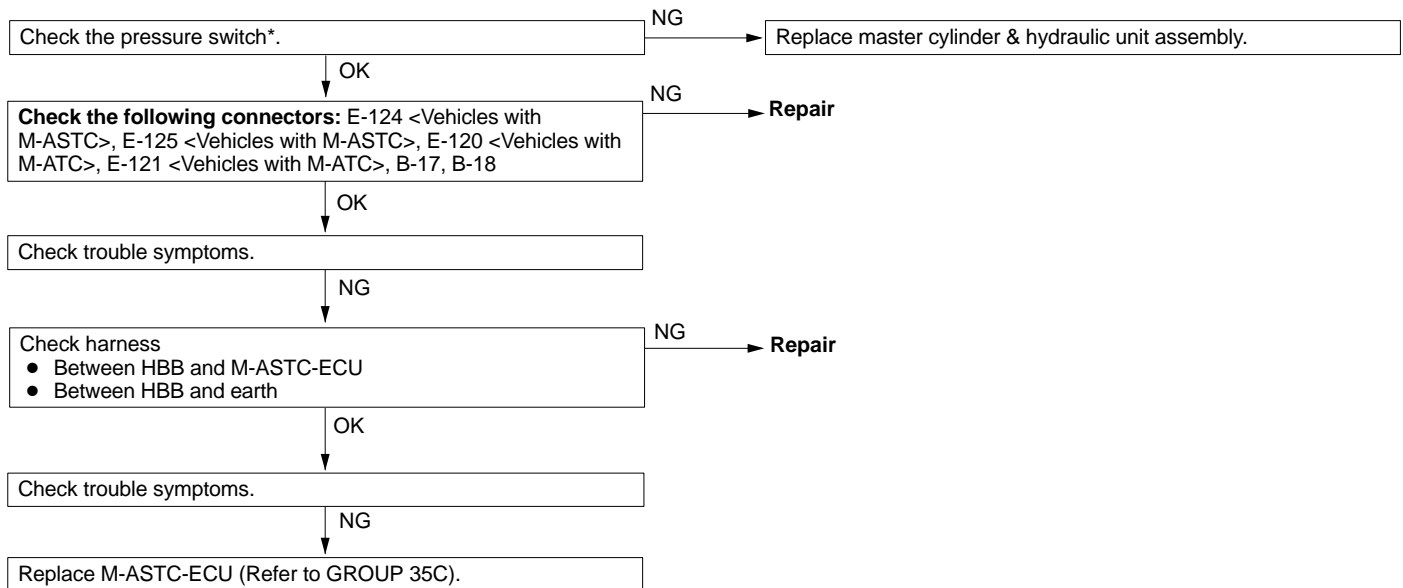 NG
Check the pressure switch*.
Replace master cylinder & hydraulic unit assembly.
OK
NG
Check the following connectors: E-124 <Vehicles with
M-ASTC>, E-125 <Vehicles with M-ASTC>, E-120 <Vehicles with
M-ATC>, E-121 <Vehicles with M-ATC>, B-17, B-18
Repair
OK
Check trouble symptoms.
NG
Check harness
● Between HBB and M-ASTC-ECU
● Between HBB and earth
NG
Repair
OK
Check trouble symptoms.
NG
Replace M-ASTC-ECU (Refer to GROUP 35C).